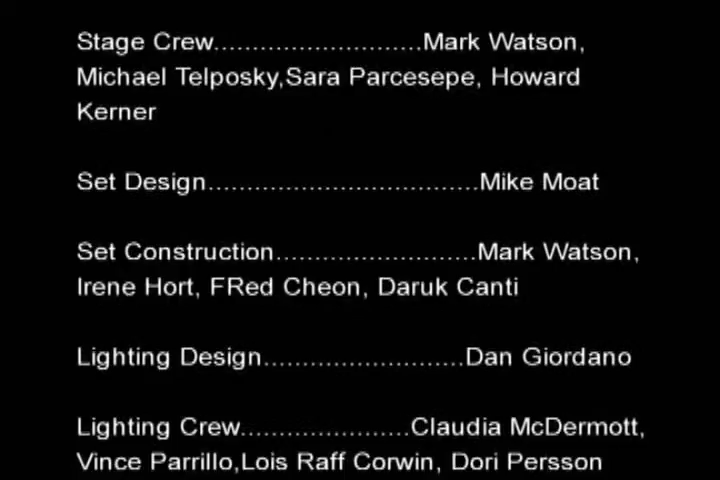 Stage Crew...........................Mark Watson,
Michael Telposky,Sara Parcesepe, Howard
Kerner
Set Design...................................Mike Moat
Set Construction..........................Mark Watson,
Irene Hort, FRed Cheon, Daruk Canti
Lighting Design..........................Dan Giordano
Lighting Crew......................Claudia McDermott,
Vince Parrillo,Lois Raff Corwin, Dori Persson